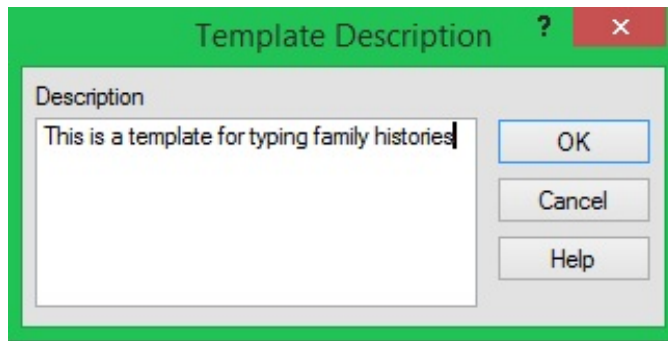 Template Description ? ×
Description
This is a template for typing family histories
OK
Cancel
Help